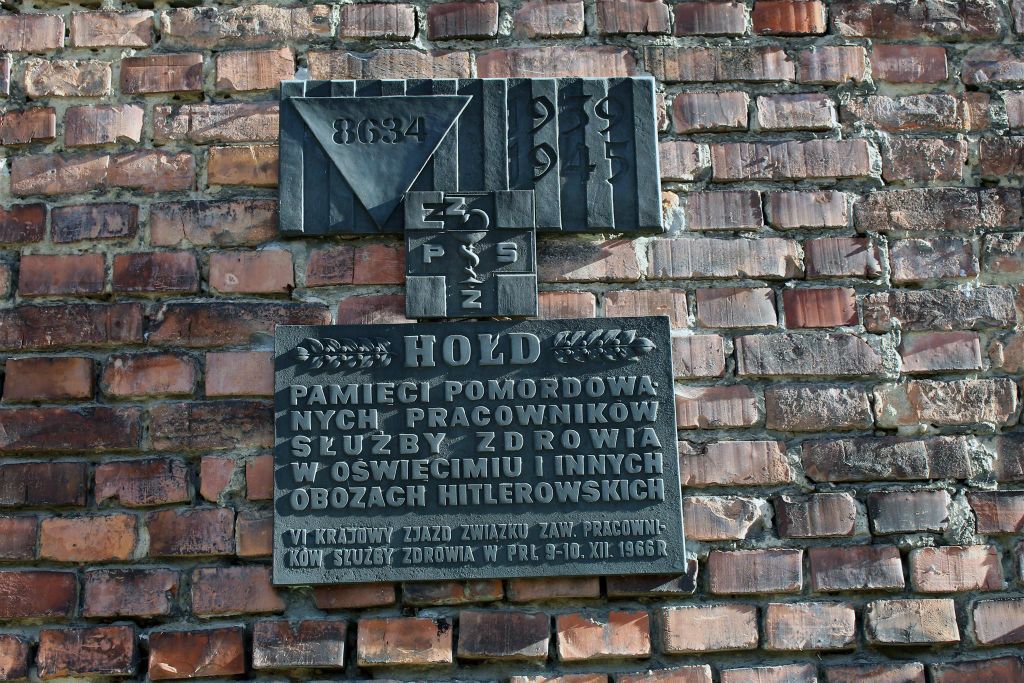 8634
1939
1945
ZZ
P S
Z
HOŁD
PAMIĘCI POMORDOWA-
NYCH PRACOWNIKÓW
SŁUŻBY ZDROWIA
W OŚWIĘCIMIU I INNYCH
OBOZACH HITLEROWSKICH
VI KRAJOWY ZJAZD ZWIĄZKU ZAW. PRACOWNI-
KÓW SŁUŻBY ZDROWIA W PRL 9-10. XII. 1966 R